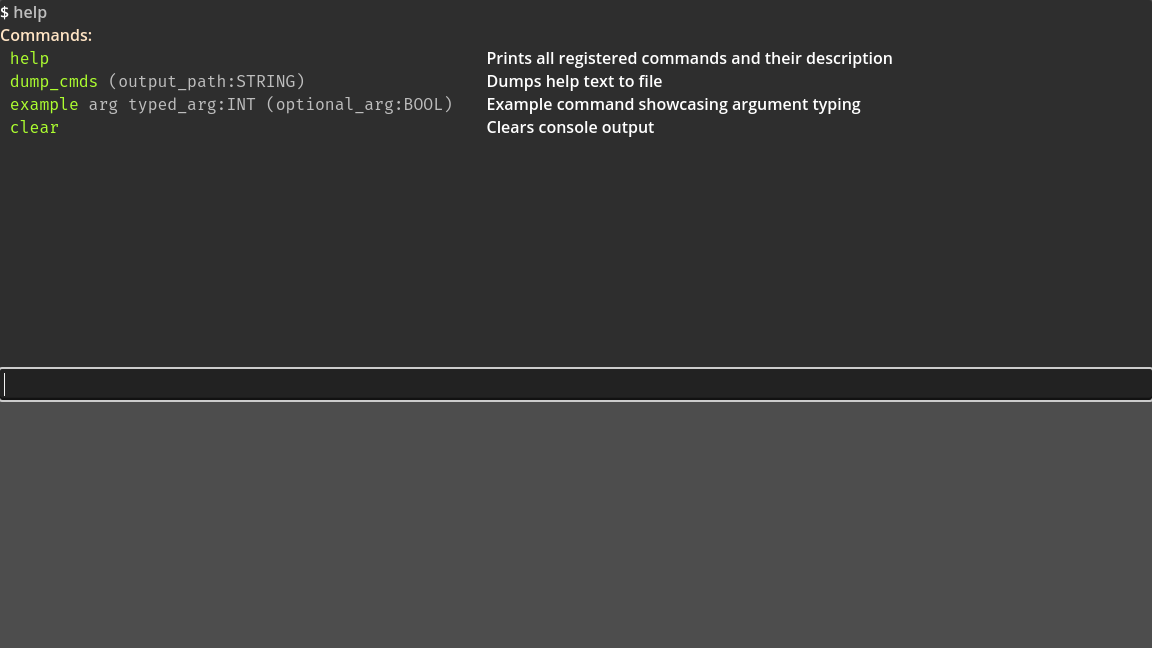 $ help
Commands:
help Prints all registered commands and their description
dump_cmds (output_path:STRING) Dumps help text to file
example arg typed_arg:INT (optional_arg:BOOL) Example command showcasing argument typing
clear Clears console output